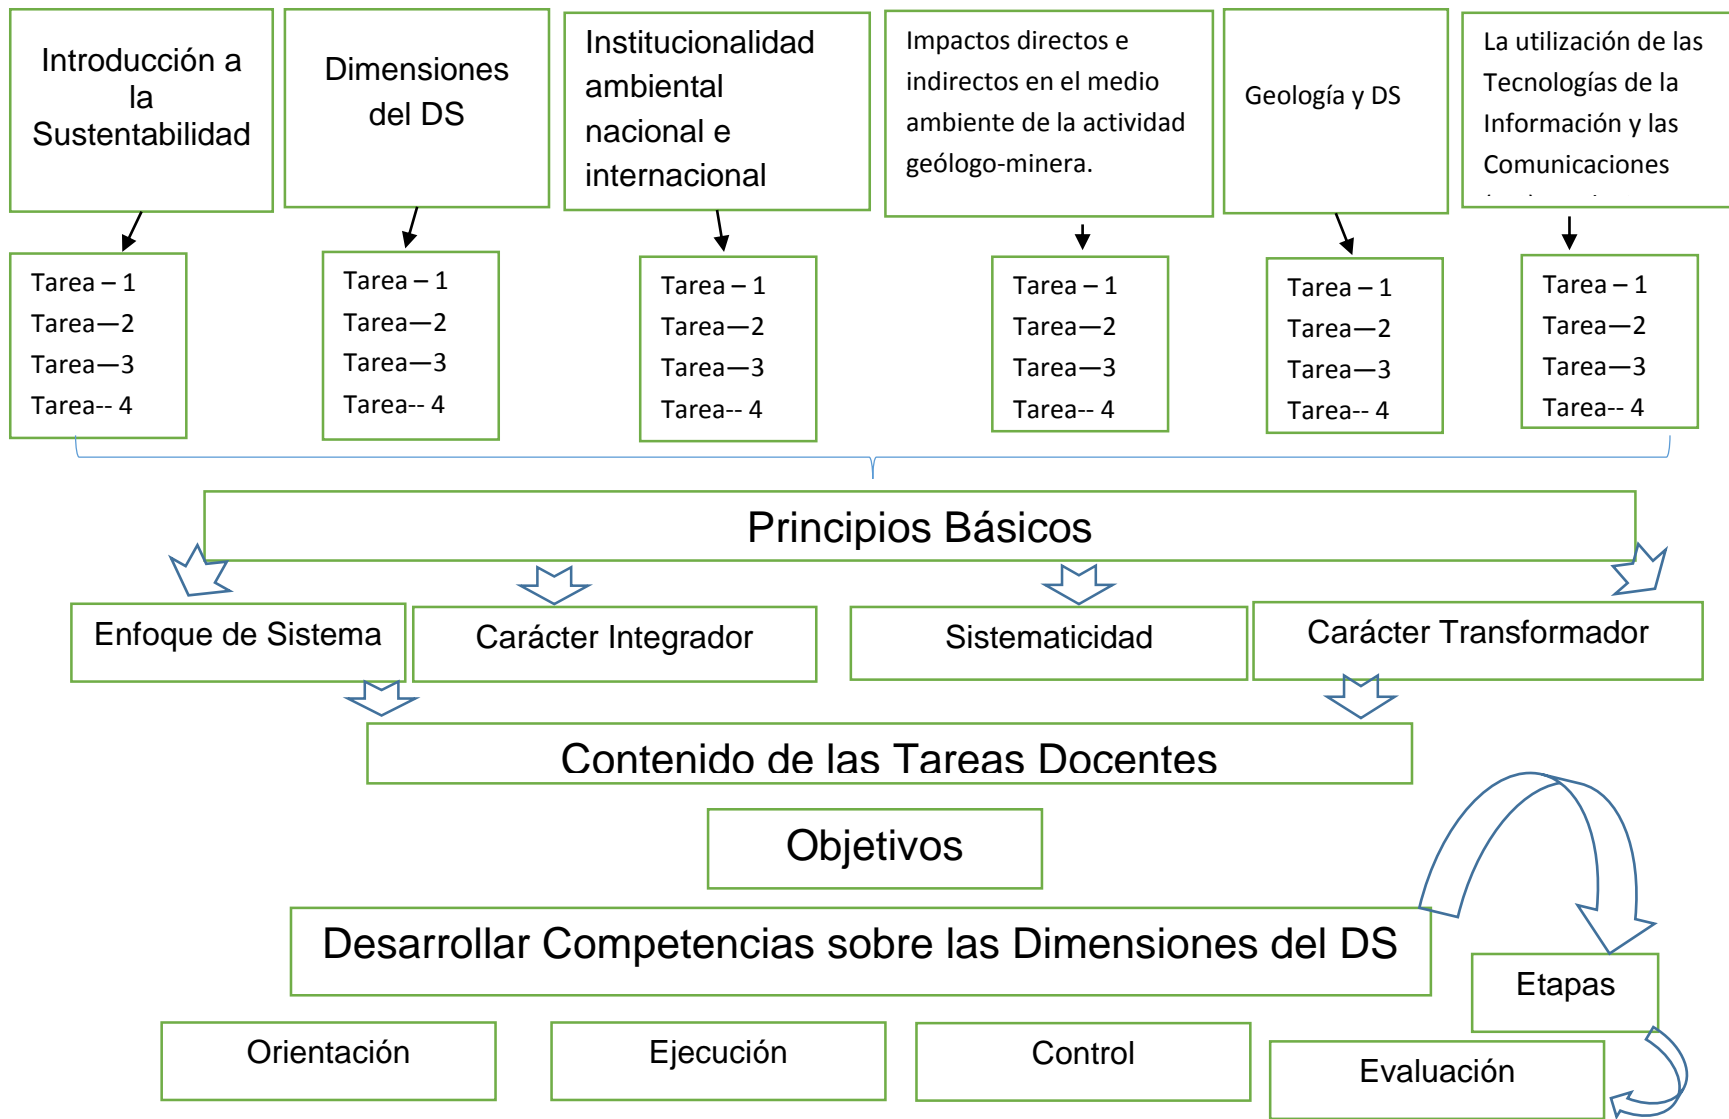 Introducción a
la
Sustentabilidad
Dimensiones
del DS
Institucionalidad
ambiental
nacional e
internacional
Impactos directos e
indirectos en el medio
ambiente de la actividad
geólogo-minera.
Geología y DS
La utilización de las
Tecnologías de la
Información y las
Comunicaciones
Tarea – 1
Tarea—2
Tarea—3
Tarea-- 4
Tarea – 1
Tarea—2
Tarea—3
Tarea-- 4
Tarea – 1
Tarea—2
Tarea—3
Tarea-- 4
Tarea – 1
Tarea—2
Tarea—3
Tarea-- 4
Tarea – 1
Tarea—2
Tarea—3
Tarea-- 4
Tarea – 1
Tarea—2
Tarea—3
Tarea-- 4
Principios Básicos
Enfoque de Sistema
Carácter Integrador
Sistematicidad
Carácter Transformador
Contenido de las Tareas Docentes
Objetivos
Desarrollar Competencias sobre las Dimensiones del DS
Etapas
Orientación
Ejecución
Control
Evaluación